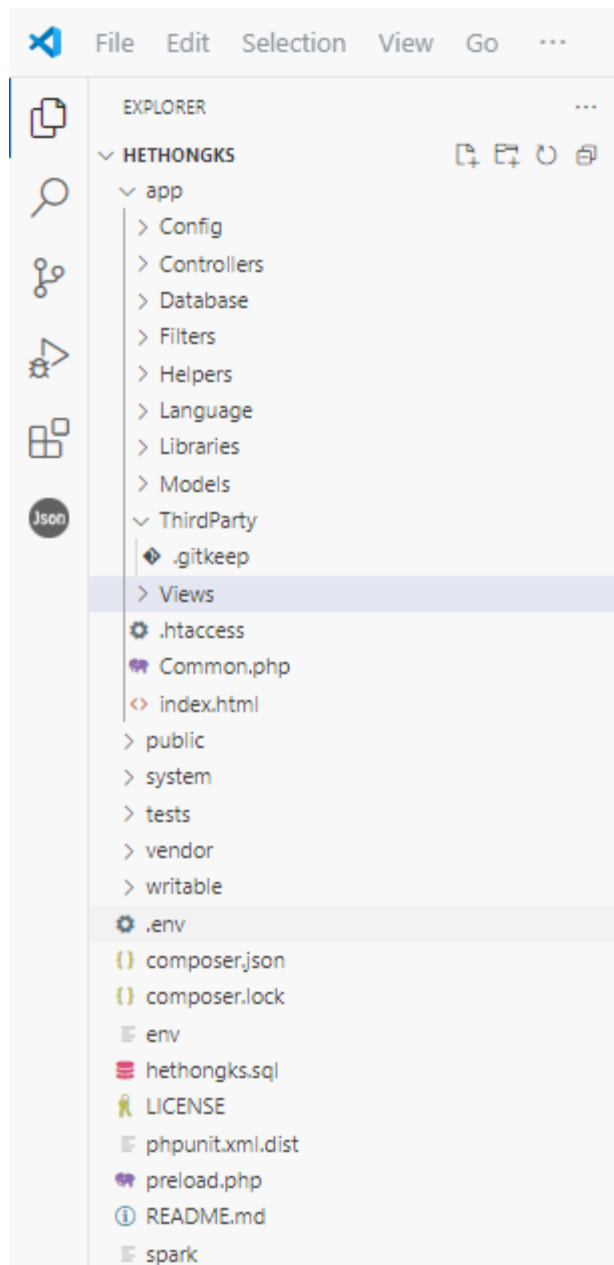 File Edit Selection View Go ...
EXPLORER ...
HETHONGKS
app
Config
Controllers
Database
Filters
Helpers
Language
Libraries
Models
Json
ThirdParty
.gitkeep
Views
.htaccess
Common.php
index.html
public
system
tests
vendor
writable
.env
composer.json
composer.lock
env
hethongks.sql
LICENSE
phpunit.xml.dist
preload.php
README.md
spark